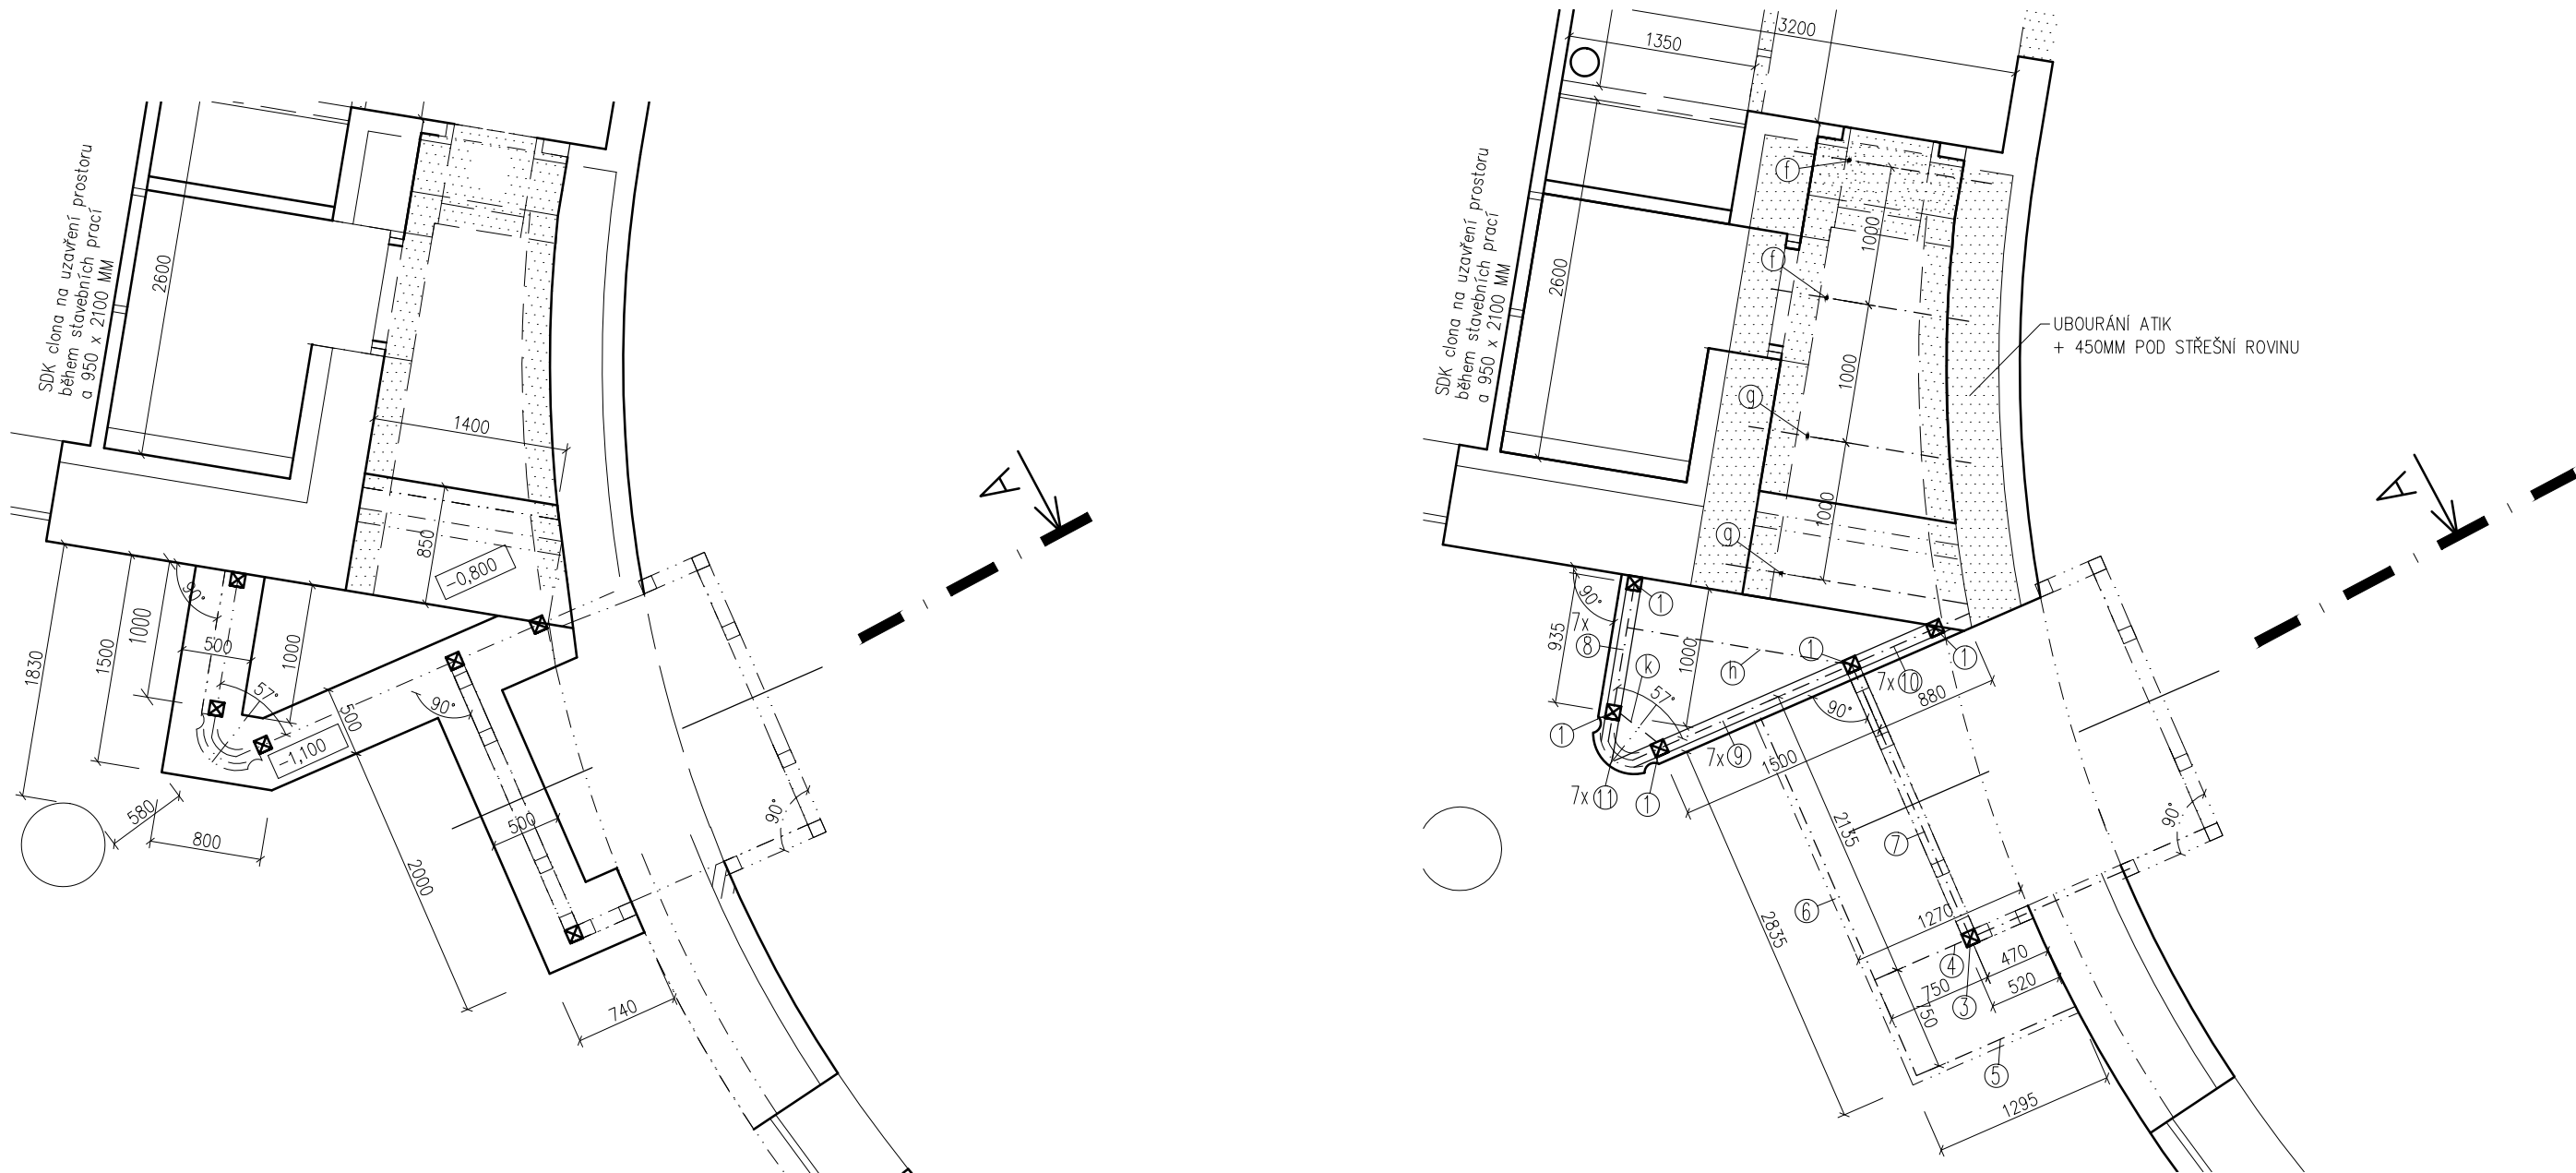 SDK clona na uzavření prostoru
během stavebních prací
a 950 x 2100 MM
2600
1400
850
-0,800
A
90°
500
1000
1000
1500
1830
57°
500
90°
-1,100
580
800
500
2000
90°
740
3200
1350
SDK clona na uzavření prostoru
během stavebních prací
a 950 x 2100 MM
2600
f
1000
f
1000
g
1000
g
UBOURÁNÍ ATIK
+ 450MM POD STŘEŠNÍ ROVINU
A
90°
7x
8
935
1
k
1000
h
1
1
7x 10
880
57°
90°
1
7x 9
1500
7x 11
1
2135
7
6
2835
1270
4
470
750
520
3
750
5
1295
90°